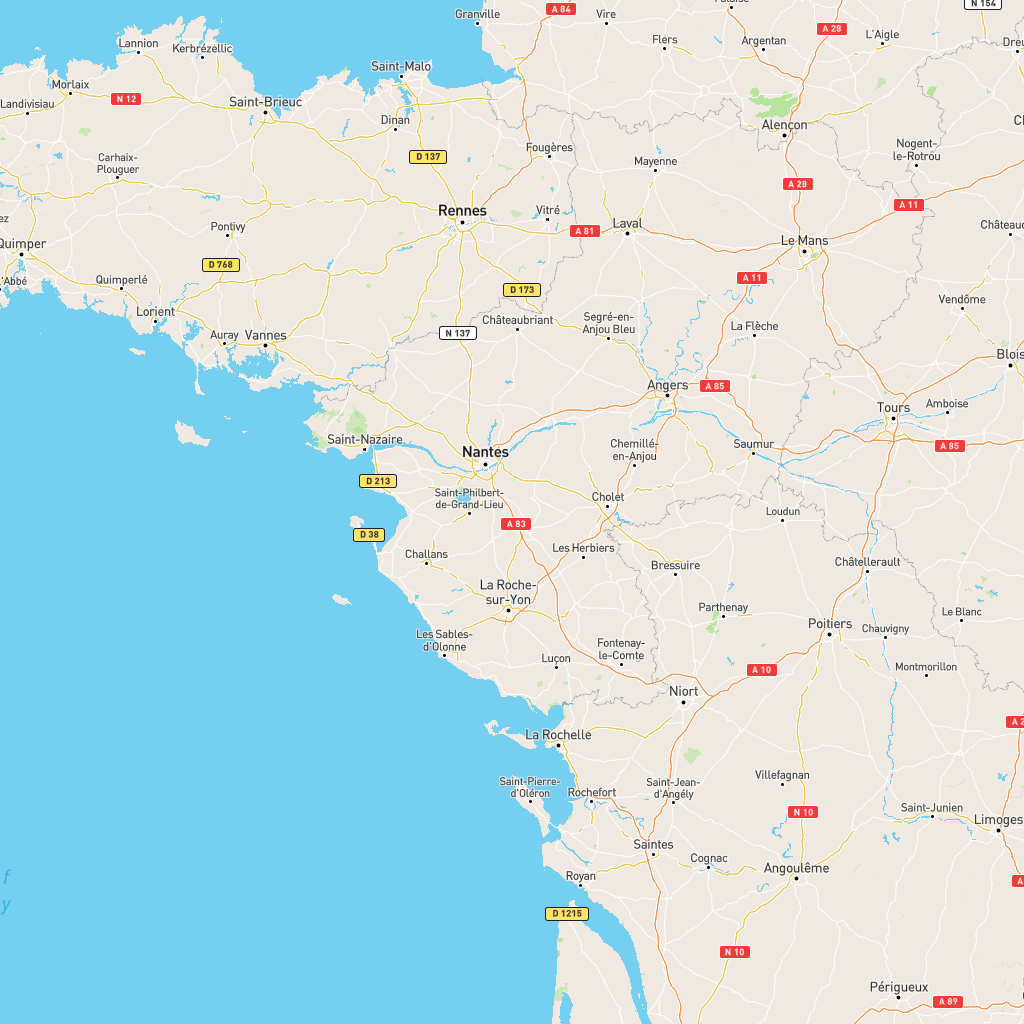 Granville
A 84
Vire
Palaise
N 154
A 28
L'Aigle
Lannion
Kerbrézellic
Flers
Argentan
Dreu
Saint-Malo
Morlaix
Landivisiau
N 12
Saint-Brieuc
Dinan
Alençon
Ch
Fougères
Nogent-
le-Rotrou
Carhaix-
Plouguer
D 137
Mayenne
A 28
A 11
Rennes
Vitré
ez
Pontivy
A 81
Laval
Châteaud
Quimper
Le Mans
D 768
L'Abbé
Quimperlé
D 173
A 11
Vendôme
Lorient
Châteaubriant
Segré-en-
Anjou Bleu
La Flèche
Auray
Vannes
N 137
Blois
Angers
A 85
Tours
Amboise
Saint-Nazaire
Nantes
Chemillé-
en-Anjou
Saumur
A 85
D 213
Saint-Philbert-
de-Grand-Lieu
Cholet
Loudun
A 83
D 38
Challans
Les Herbiers
Bressuire
Châtellerault
La Roche-
sur-Yon
Parthenay
Le Blanc
Poitiers
Chauvigny
Les Sables-
d'Olonne
Fontenay-
le-Comte
Luçon
A 10
Montmorillon
Niort
A 2
La Rochelle
Saint-Pierre-
d'Oléron
Rochefort
Saint-Jean-
d'Angély
Villefagnan
N 10
Saint-Junien
Limoges
Saintes
Cognac
Angoulême
Royan
A
f
y
D 1215
N 10
Périgueux
A 89